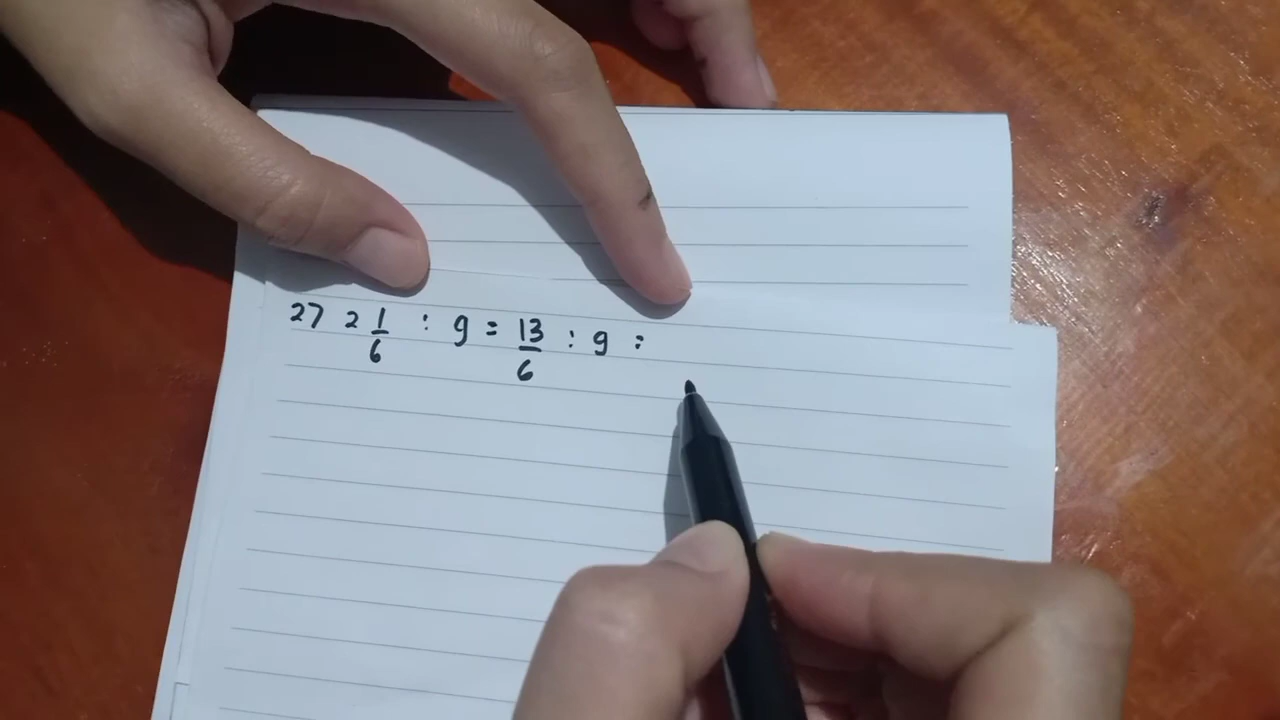 27 2 1/6 : 9 = 13/6 : 9 =